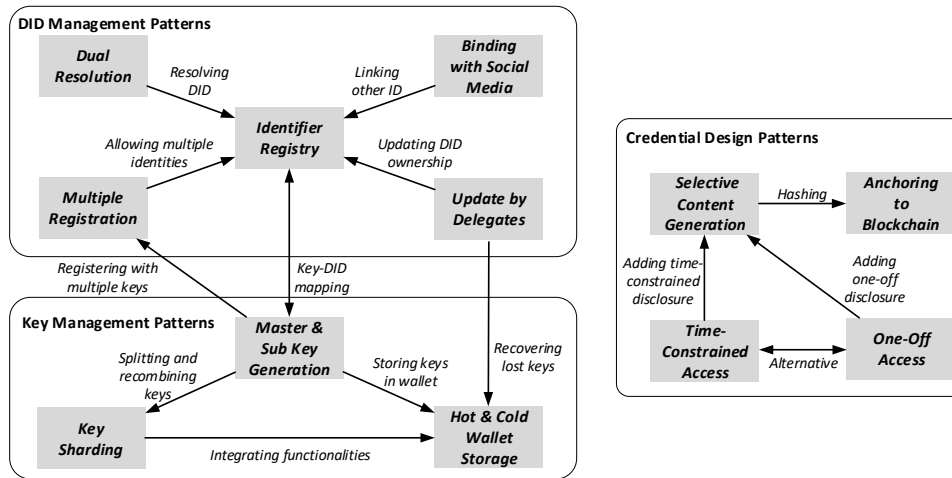 DID Management Patterns
Dual
Resolution
Resolving
DID
Linking
other ID
Binding
with Social
Media
Identifier
Registry
Allowing multiple
identities
Updating DID
ownership
Multiple
Registration
Update by
Delegates
Registering with
multiple keys
Key-DID
mapping
Key Management Patterns
Master &
Sub Key
Generation
Splitting and
recombining
keys
Storing keys
in wallet
Recovering
lost keys
Key
Sharding
Integrating functionalities
Hot & Cold
Wallet
Storage
Credential Design Patterns
Selective
Content
Generation
Hashing
Anchoring
to
Blockchain
Adding time-
constrained
disclosure
Adding
one-off
disclosure
Time-
Constrained
Access
Alternative
One-Off
Access